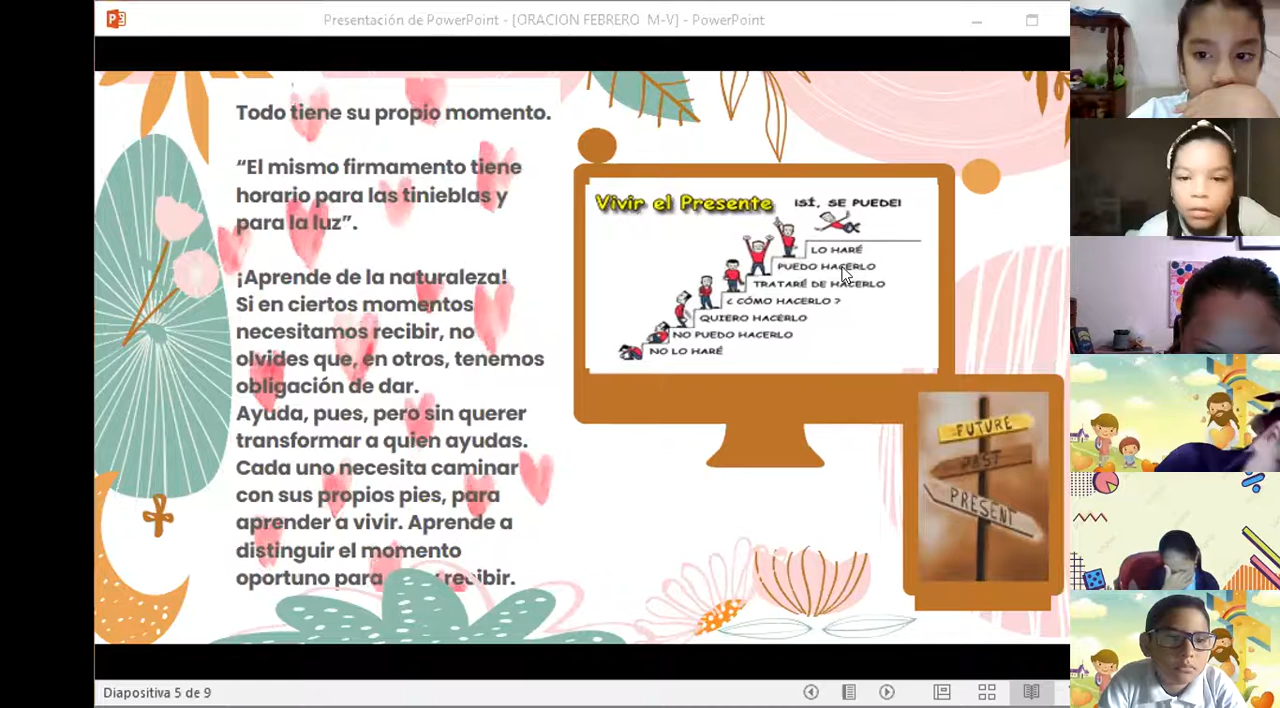 Presentación de PowerPoint - [ORACION FEBRERO M-V] - PowerPoint
Todo tiene su propio momento.
“El mismo firmamento tiene
horario para las tinieblas y
para la luz”.
¡Aprende de la naturaleza!
Si en ciertos momentos
necesitamos recibir, no
olvides que, en otros, tenemos
obligación de dar.
Ayuda, pues, pero sin querer
transformar a quien ayudas.
Cada uno necesita caminar
con sus propios pies, para
aprender a vivir. Aprende a
distinguir el momento
oportuno para recibir.
Vivir el Presente
¡SÍ, SE PUEDE!
LO HARÉ
PUEDO HACERLO
TRATARÉ DE HACERLO
¿ CÓMO HACERLO ?
QUIERO HACERLO
NO PUEDO HACERLO
NO LO HARÉ
FUTURE
PAST
PRESENT
Diapositiva 5 de 9